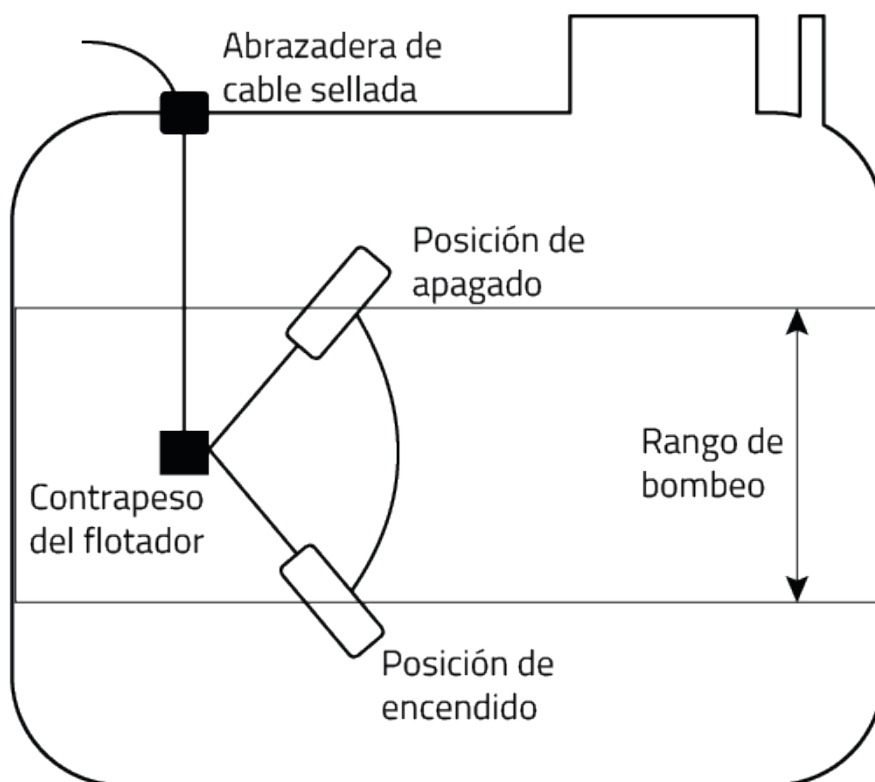 Abrazadera de
cable sellada
Posición de
apagado
Rango de
bombeo
Contrapeso
del flotador
Posición de
encendido